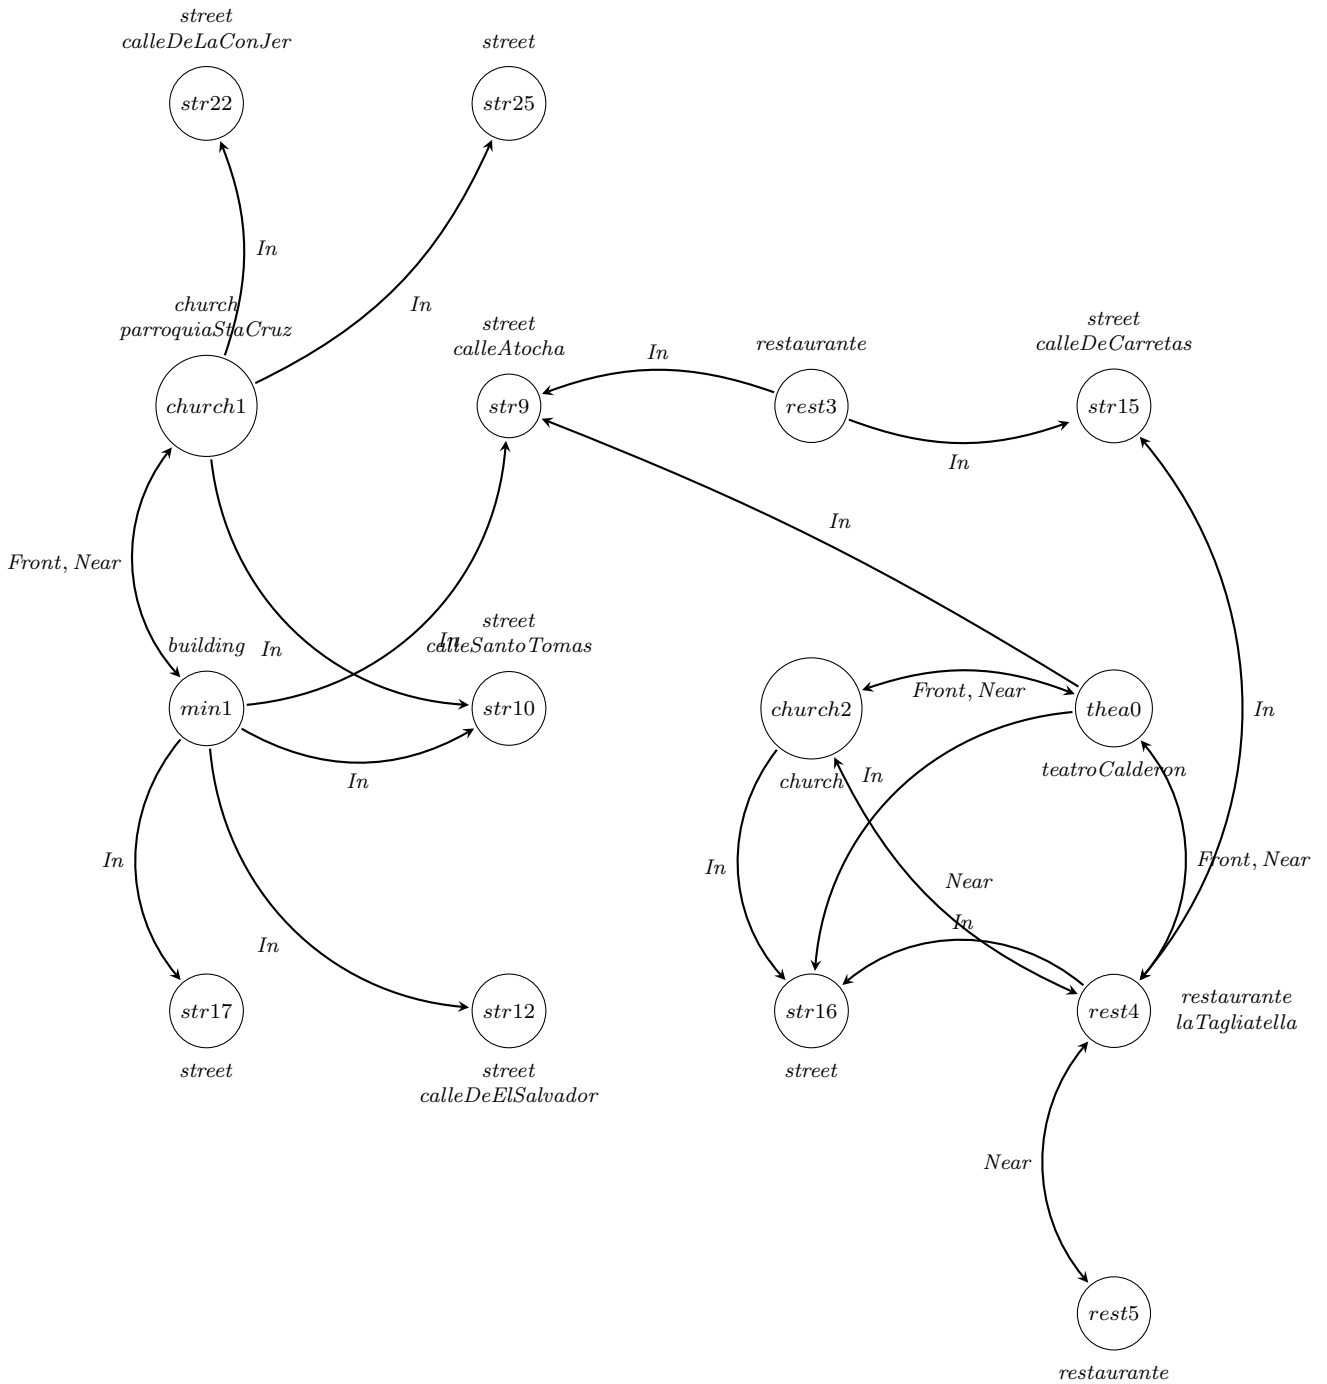 street
calleDeLaConJer
street
str22
str25
In
church
parroquiaStaCruz
In
street
calleAtocha
In
restaurante
street
calleDeCarretas
church1
str9
rest3
str15
In
In
Front, Near
building
In
In
street
calleSantoTomas
min1
str10
church2
Front, Near
thea0
In
In
church
In
teatroCalderon
In
In
Near
Front, Near
In
In
str17
str12
str16
rest4
restaurante
laTagliatella
street
street
calleDeElSalvador
street
Near
rest5
restaurante